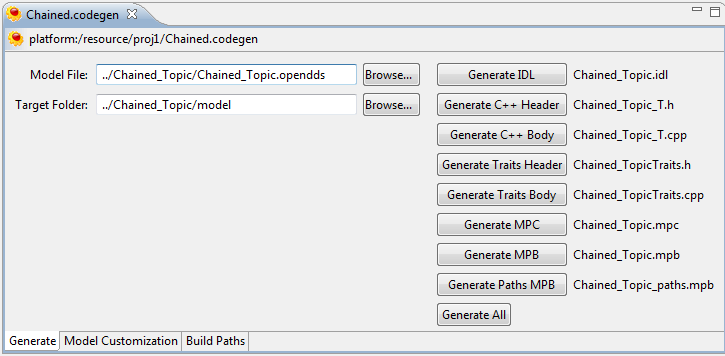 Chained.codegen
platform:/resource/proj1/Chained.codegen
Model File: ../Chained_Topic/Chained_Topic.opendds Browse... Generate IDL Chained_Topic.idl
Target Folder: ../Chained_Topic/model Browse... Generate C++ Header Chained_Topic_T.h
Generate C++ Body Chained_Topic_T.cpp
Generate Traits Header Chained_TopicTraits.h
Generate Traits Body Chained_TopicTraits.cpp
Generate MPC Chained_Topic.mpc
Generate MPB Chained_Topic.mpb
Generate Paths MPB Chained_Topic_paths.mpb
Generate All
Generate Model Customization Build Paths